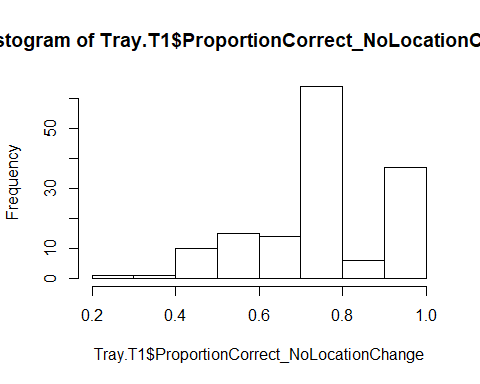 stogram of Tray.T1$ProportionCorrect_NoLocationC
Frequency
50
30
10
0
0.2 0.4 0.6 0.8 1.0
Tray.T1$ProportionCorrect_NoLocationChange